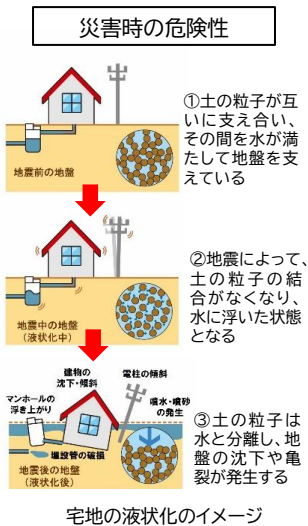 災害時の危険性
①土の粒子が互
いに支え合い、
その間を水が満
たして地盤を支
えている
地震前の地盤
②地震によって、
土の粒子の結
合がなくなり、
水に浮いた状態
となる
地震中の地盤
(液状化中)
建物の
沈下・傾斜
電柱の傾斜
マンホールの
浮き上がり
噴水・噴砂
の発生
埋設管の破損
地震後の地盤
(液状化後)
③土の粒子は
水と分離し、地
盤の沈下や亀
裂が発生する
宅地の液状化のイメージ